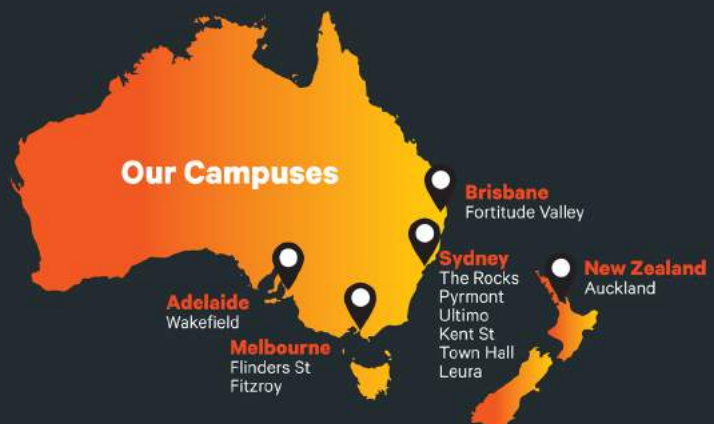 Our Campuses
Brisbane
Fortitude Valley
Sydney
The Rocks
Pyrmont
Ultimo
Kent St
Town Hall
Leura
New Zealand
Auckland
Adelaide
Wakefield
Melbourne
Flinders St
Fitzroy